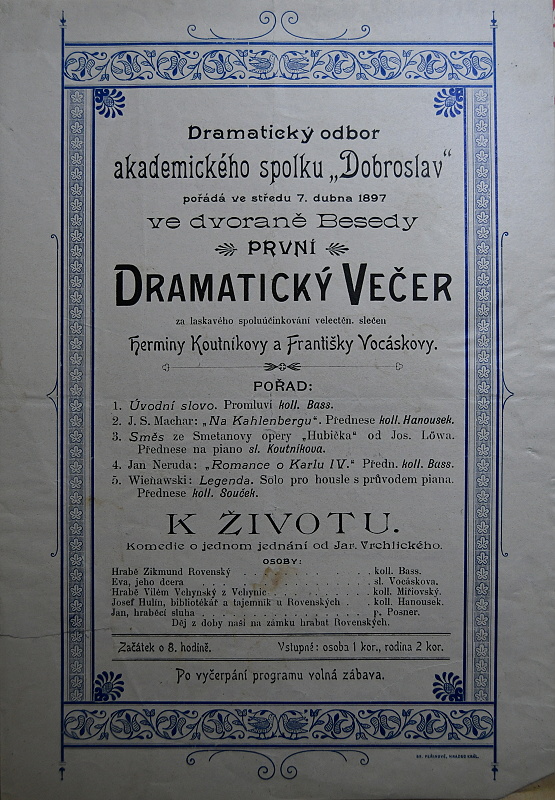 Dramatický odbor
akademického spolku „Dobroslav“
pořádá ve středu 7. dubna 1897
ve dvoraně Besedy
PRVNÍ
DRAMATICKÝ VEČER
za laskavého spoluúčinkování velectěn. slečen
Herminy Koutníkovy a Františky Vocáskovy.
POŘAD:
1. Úvodní slovo. Promluví koll. Bass.
2. J. S. Machar: „Na Kahlenbergu“. Přednese koll. Hanousek.
3. Směs ze Smetanovy opery „Hubička“ od Jos. Löwa.
Přednese na piano sl. Koutníkova.
4. Jan Neruda: „Romance o Karlu IV.“ Předn. koll. Bass.
5. Wieňawski: Legenda. Solo pro housle s průvodem piana.
Přednese koll. Souček.
K ŽIVOTU.
Komedie o jednom jednání od Jar. Vrchlického.
OSOBY:
Hrabě Zikmund Rovenský . . . . . . . . . . . koll. Bass.
Eva, jeho dcera . . . . . . . . . . . . . . sl. Vocáskova.
Hrabě Vilém Vchynský z Vchynic . . . . . . . . koll. Miřiovský.
Josef Hulín, bibliotékář a tajemník u Rovenských . . . koll. Hanousek.
Jan, hraběcí sluha . . . . . . . . . . . . . p. Posner.
Děj z doby naší na zámku hrabat Rovenských.
Začátek o 8. hodině. Vstupné: osoba 1 kor., rodina 2 kor.
Po vyčerpání programu volná zábava.